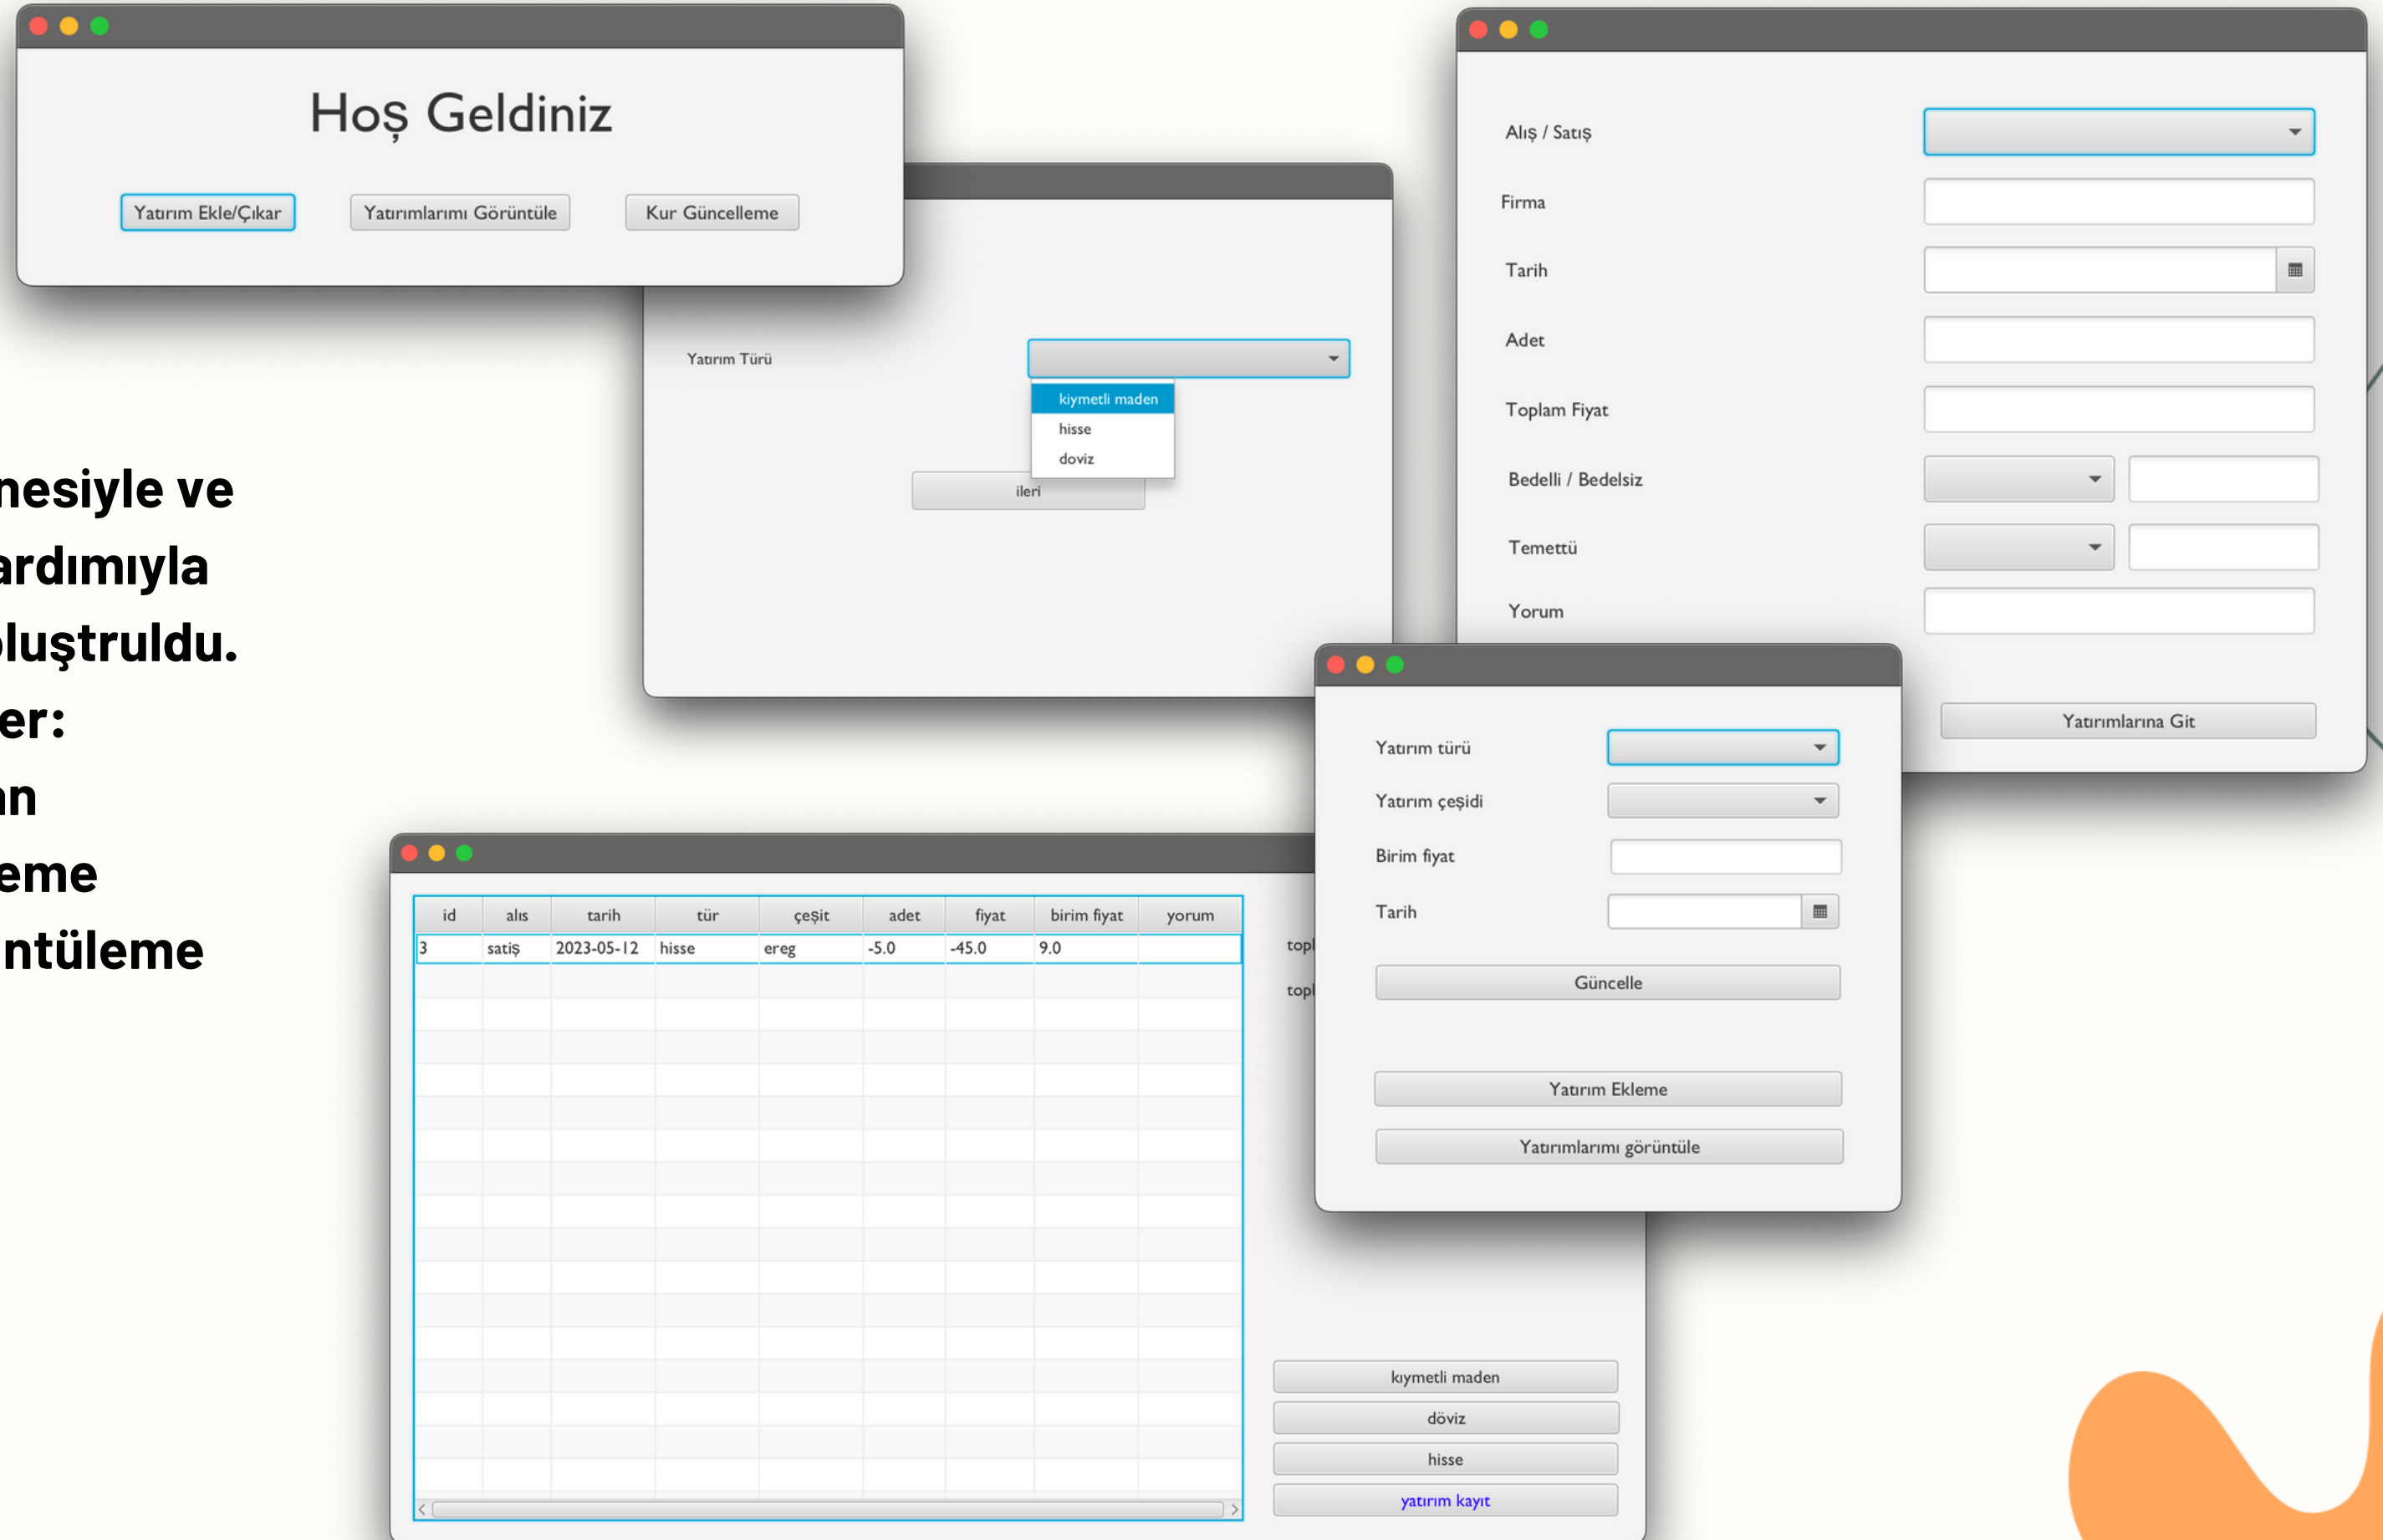 Hoş Geldiniz
Yatırım Ekle/Çıkar
Yatırımlarımı Görüntüle
Kur Güncelleme
Yatırım Türü
kiymetli maden
hisse
doviz
ileri
Alış / Satış
Firma
Tarih
Adet
Toplam Fiyat
Bedelli / Bedelsiz
Temettü
Yorum
Yatırımlarına Git
nesiyle ve
ardımıyla
oluştruldu.
er:
an
eme
ntüleme
Yatırım türü
Yatırım çeşidi
Birim fiyat
Tarih
Güncelle
Yatırım Ekleme
Yatırımlarımı görüntüle
id alıs tarih tür çeşit adet fiyat birim fiyat yorum
3 satiş 2023-05-12 hisse ereg -5.0 -45.0 9.0
topl
topl
kıymetli maden
döviz
hisse
yatırım kayıt